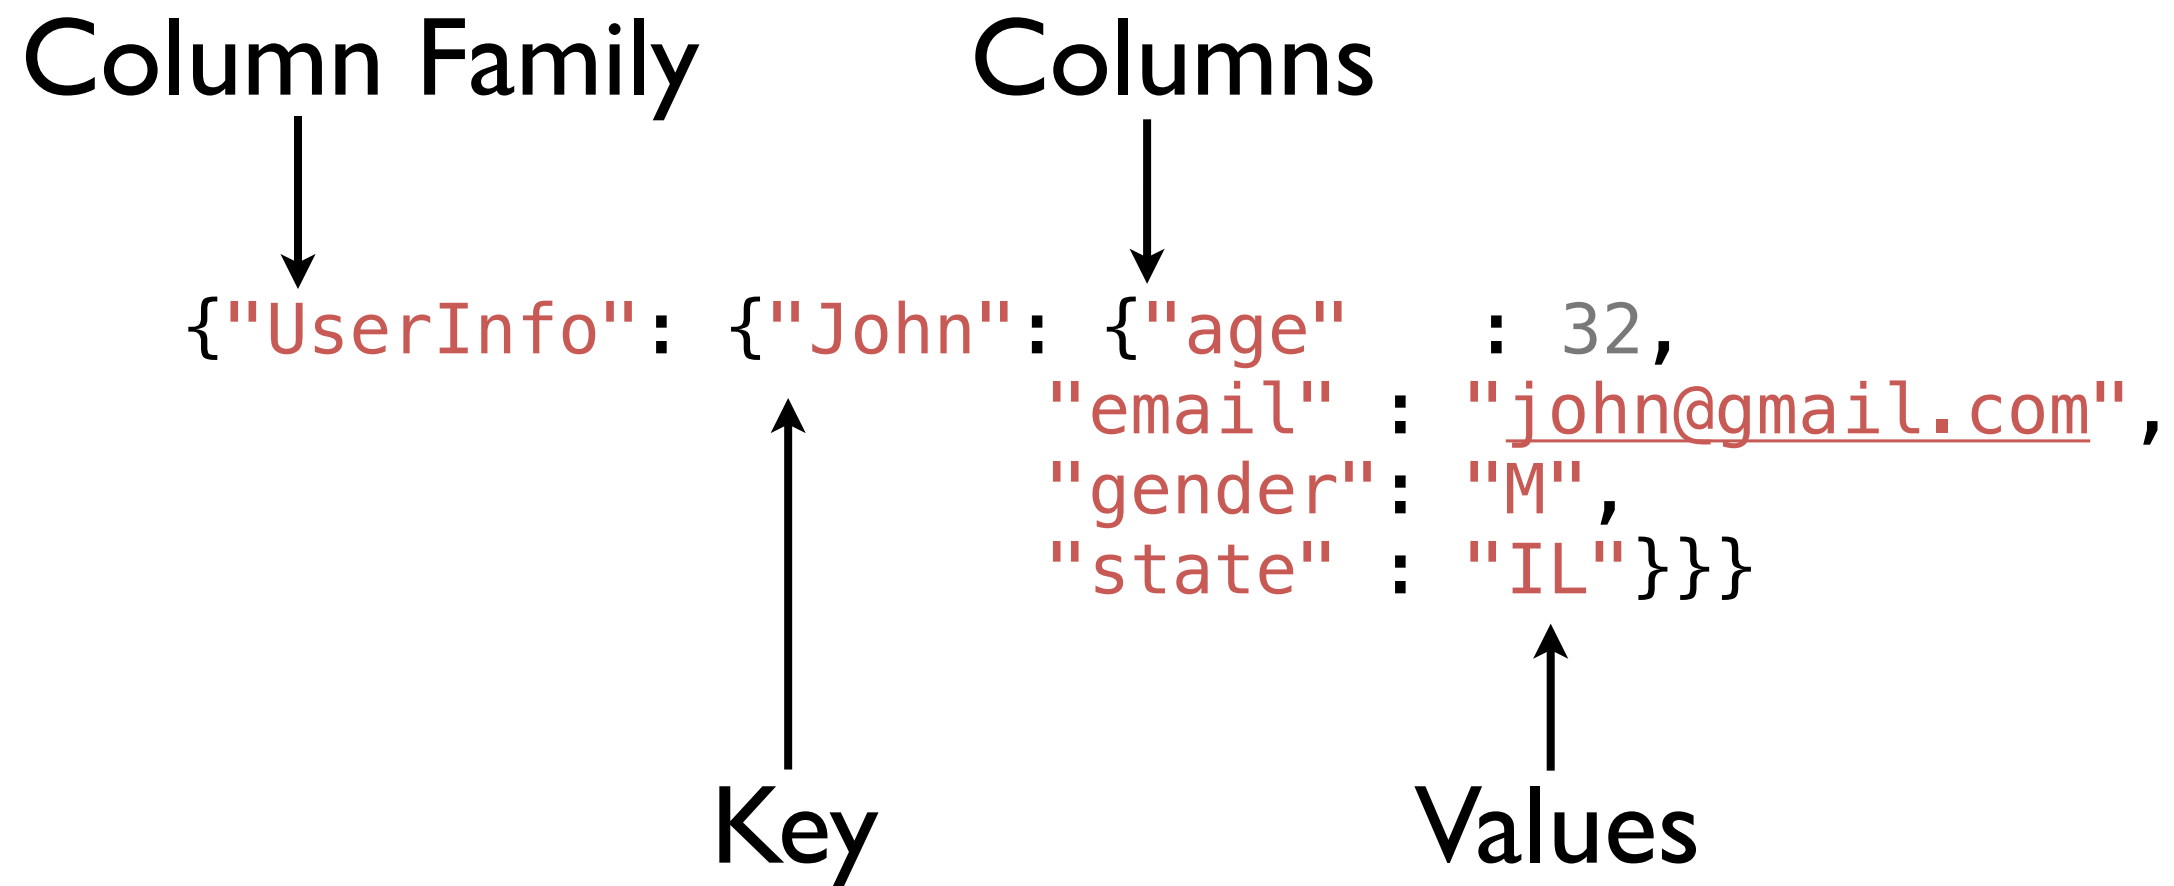 Column Family Columns
{"UserInfo": {"John": {"age" : 32,
"email" : "john@gmail.com",
"gender": "M",
"state" : "IL"}}}
Key Values